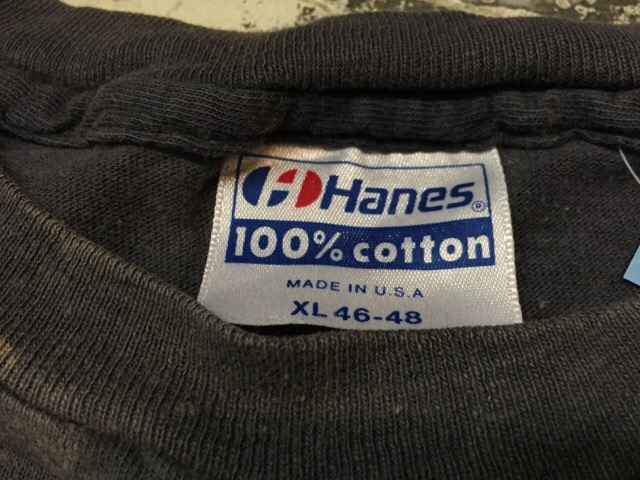 Hanes®
100% cotton
MADE IN U.S.A
XL 46-48